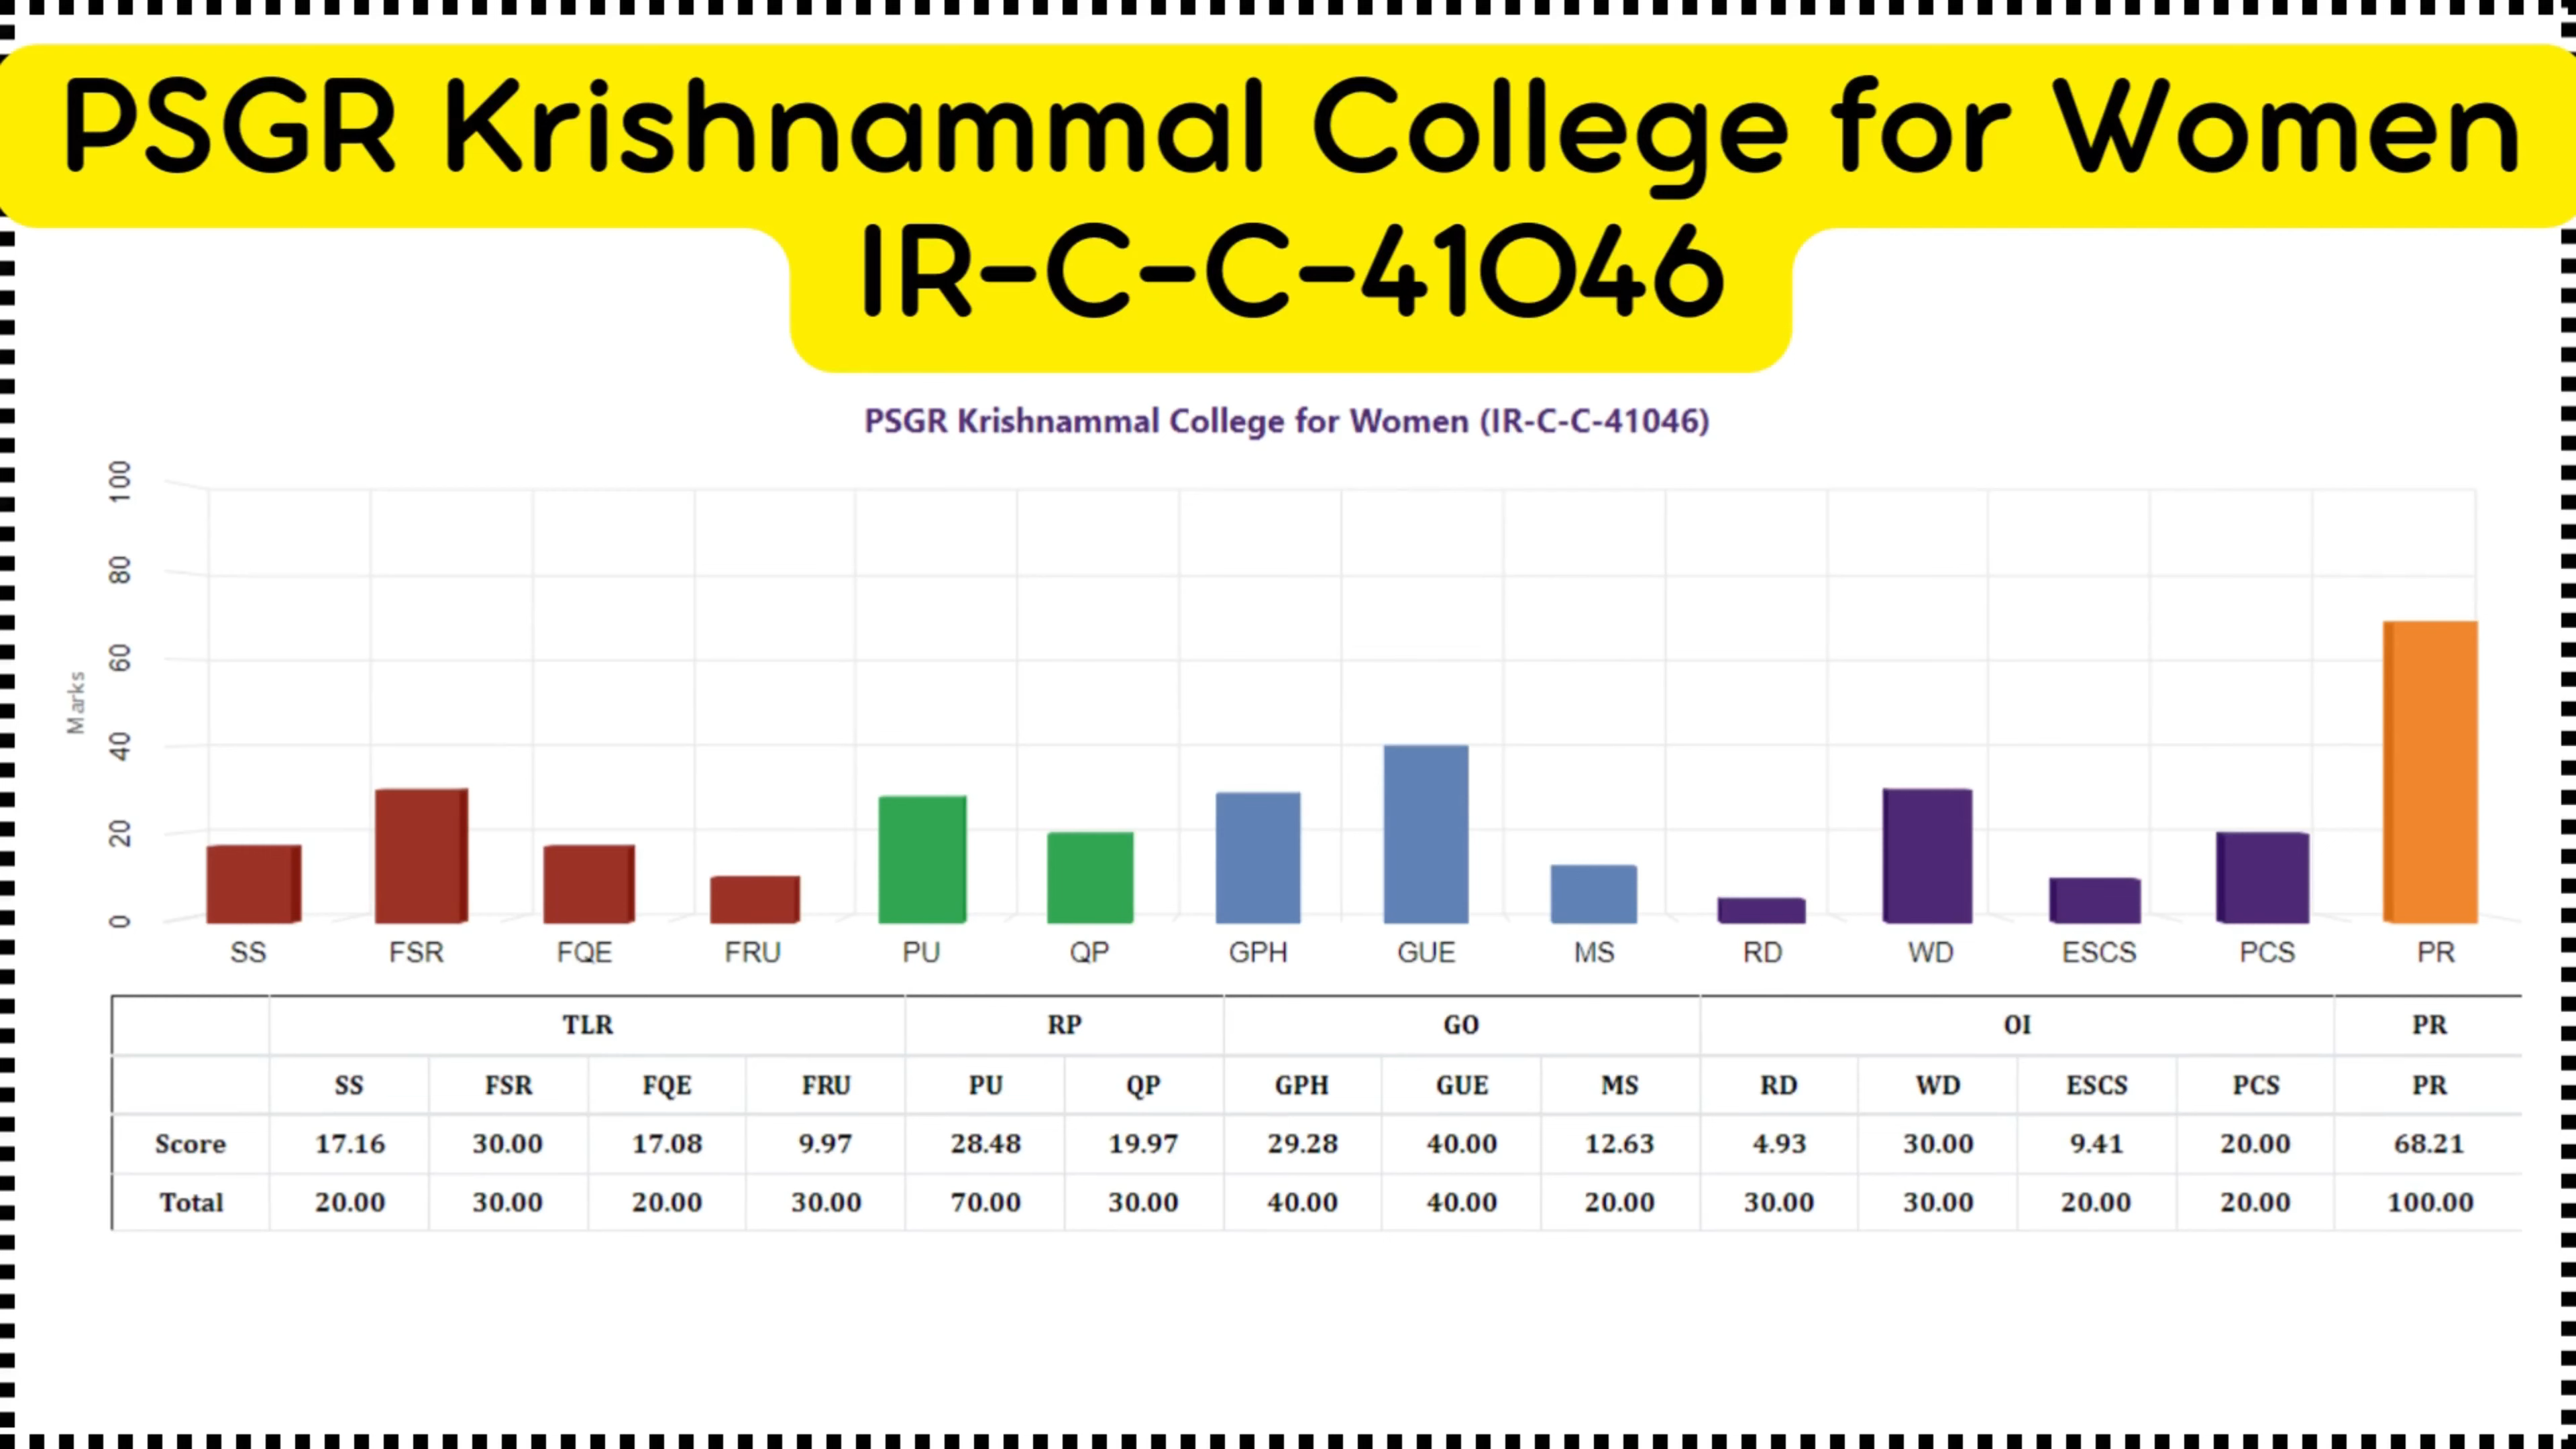 PSGR Krishnammal College for Women
IR-C-C-41046
PSGR Krishnammal College for Women (IR-C-C-41046)
Marks
100
80
60
40
20
0
SS FSR FQE FRU PU QP GPH GUE MS RD WD ESCS PCS PR
TLR RP GO OI PR
SS FSR FQE FRU PU QP GPH GUE MS RD WD ESCS PCS PR
Score 17.16 30.00 17.08 9.97 28.48 19.97 29.28 40.00 12.63 4.93 30.00 9.41 20.00 68.21
Total 20.00 30.00 20.00 30.00 70.00 30.00 40.00 40.00 20.00 30.00 30.00 20.00 20.00 100.00